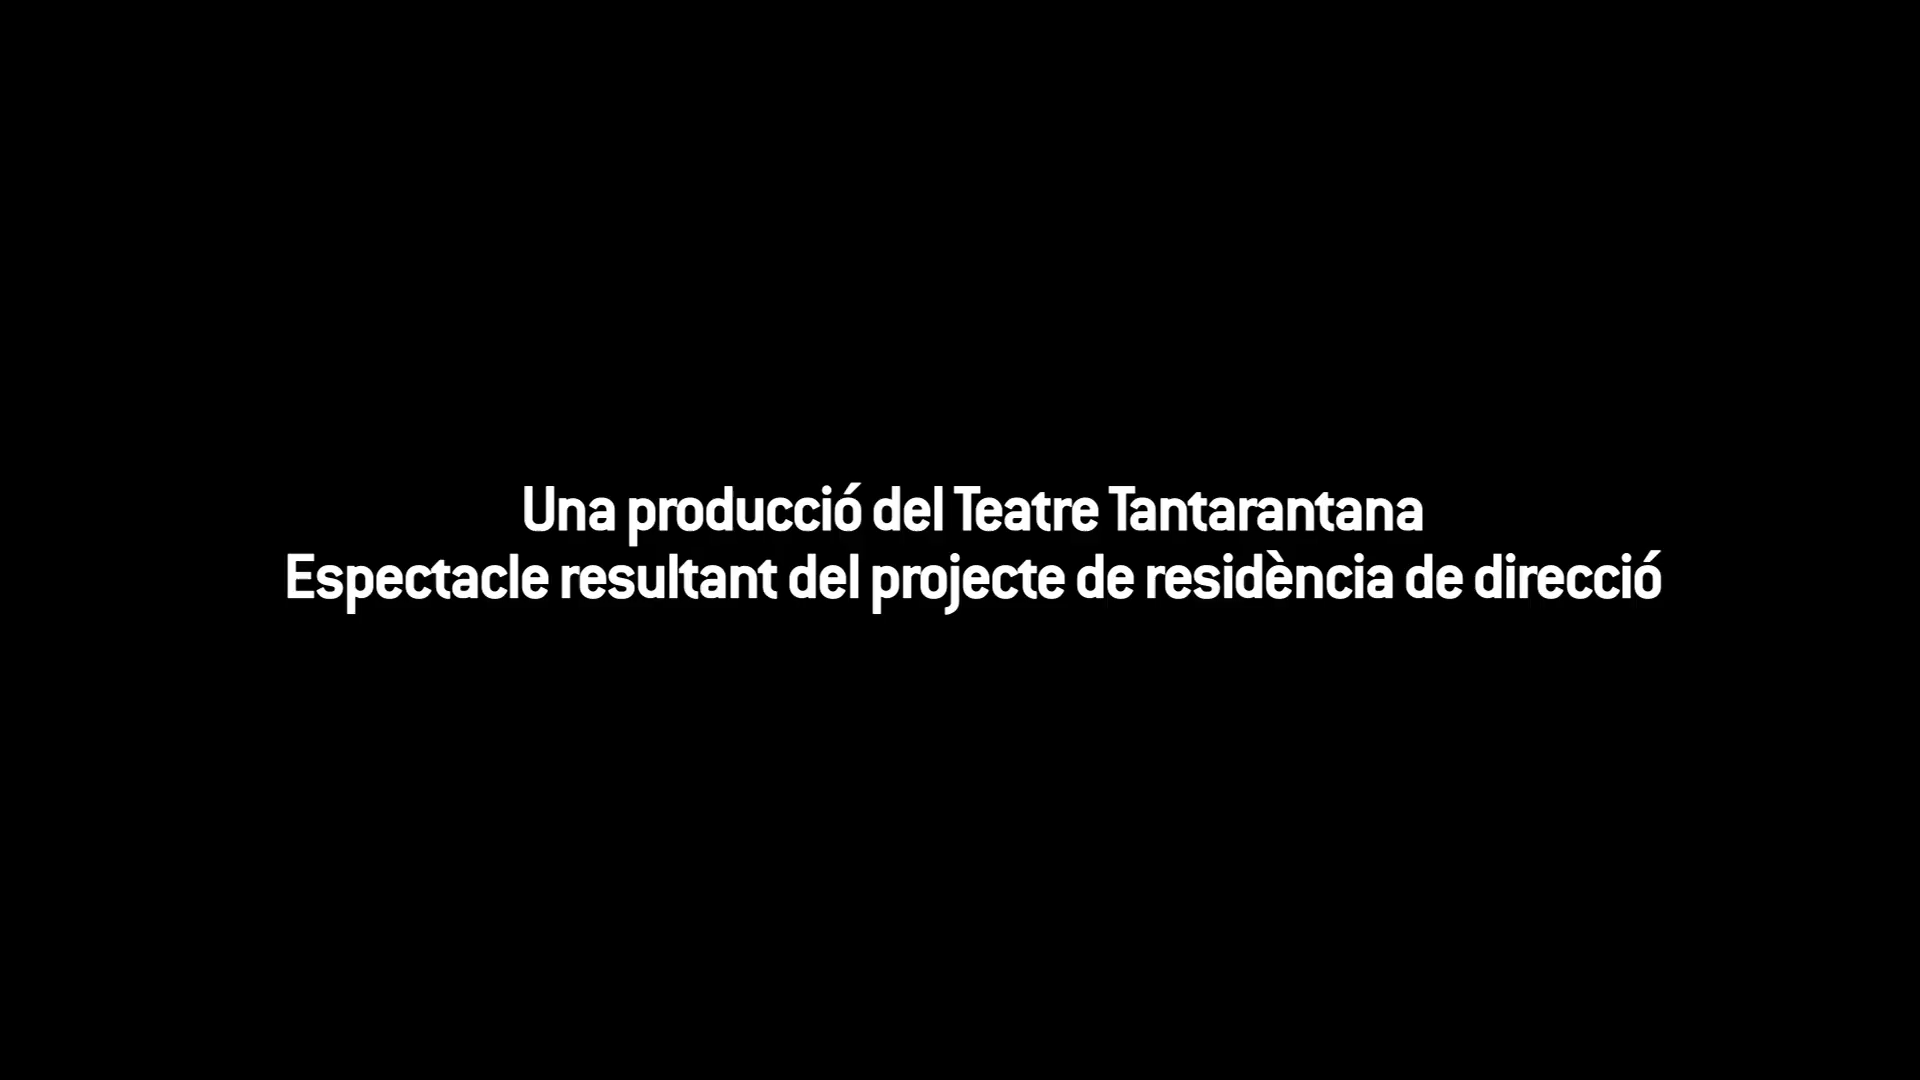 Una producció del Teatre Tantarantana
Espectacle resultant del projecte de residència de direcció